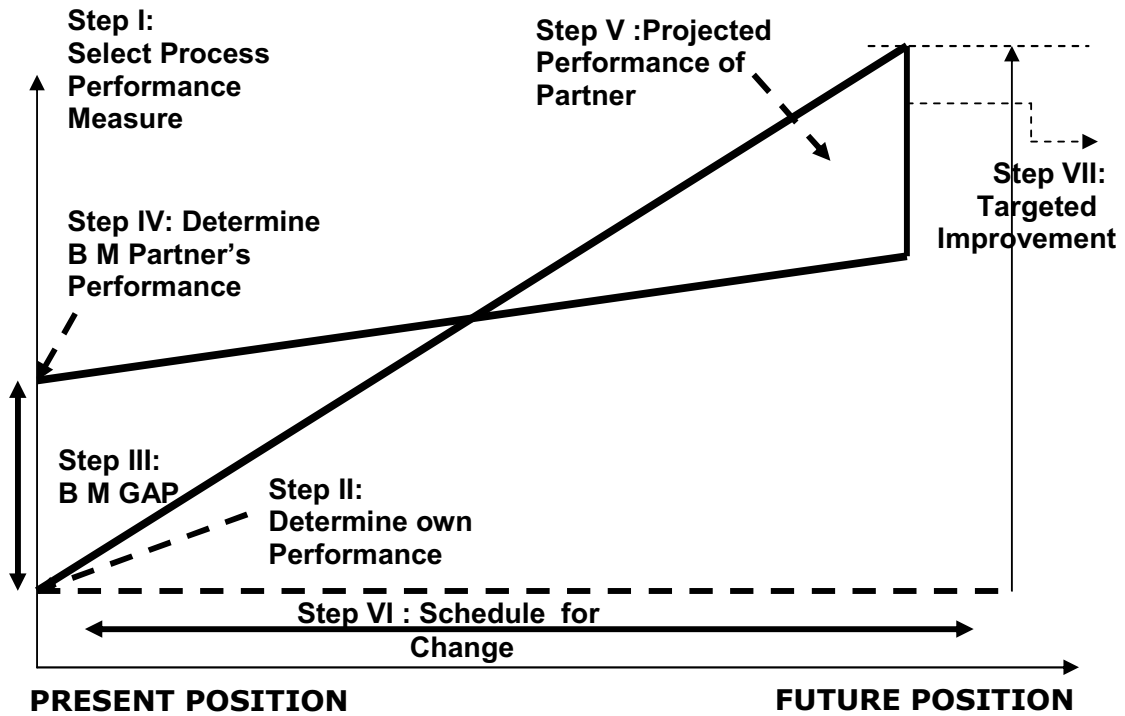 Step I:
Select Process
Performance
Measure
Step V :Projected
Performance of
Partner
Step VII:
Targeted
Improvement
Step IV: Determine
B M Partner's
Performance
Step III:
B M GAP
Step II:
Determine own
Performance
Step VI : Schedule for
Change
PRESENT POSITION
FUTURE POSITION